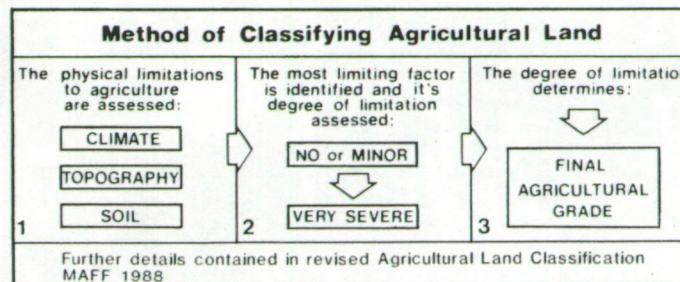 Method of Classifying Agricultural Land
The physical limitations
to agriculture
are assessed:
CLIMATE
TOPOGRAPHY
SOIL
1
The most limiting factor
is identified and it's
degree of limitation
assessed:
NO or MINOR
VERY SEVERE
2
The degree of limitation
determines:
FINAL
AGRICULTURAL
GRADE
3
Further details contained in revised Agricultural Land Classification
MAFF 1988